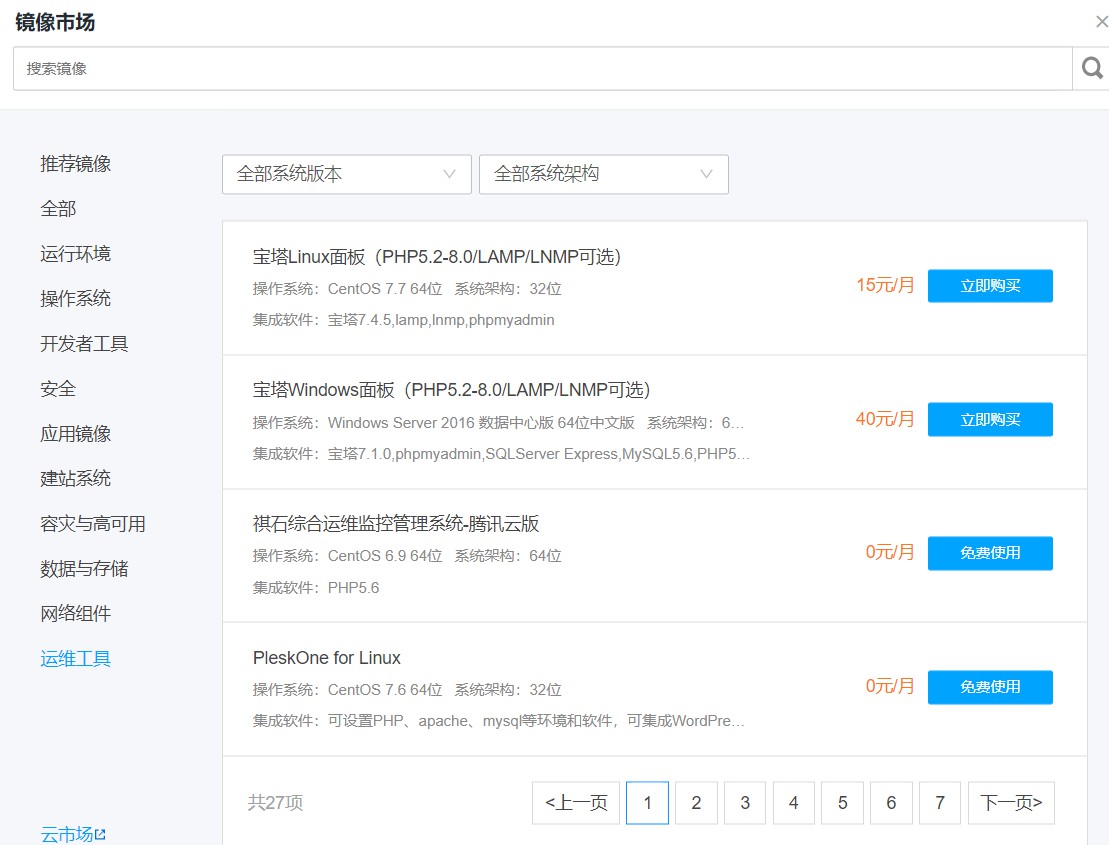 镜像市场
搜索镜像
推荐镜像
全部
运行环境
操作系统
开发者工具
安全
应用镜像
建站系统
容灾与高可用
数据与存储
网络组件
运维工具
云市场
全部系统版本 全部系统架构
宝塔Linux面板（PHP5.2-8.0/LAMP/LNMP可选）
操作系统：CentOS 7.7 64位 系统架构：32位
集成软件：宝塔7.4.5,lamp,lnmp,phpmyadmin
15元/月 立即购买
宝塔Windows面板（PHP5.2-8.0/LAMP/LNMP可选）
操作系统：Windows Server 2016 数据中心版 64位中文版 系统架构：6...
集成软件：宝塔7.1.0,phpmyadmin,SQLServer Express,MySQL5.6,PHP5...
40元/月 立即购买
祺石综合运维监控管理系统-腾讯云版
操作系统：CentOS 6.9 64位 系统架构：64位
集成软件：PHP5.6
0元/月 免费使用
PleskOne for Linux
操作系统：CentOS 7.6 64位 系统架构：32位
集成软件：可设置PHP、apache、mysql等环境和软件，可集成WordPre...
0元/月 免费使用
共27项 <上一页 1 2 3 4 5 6 7 下一页>